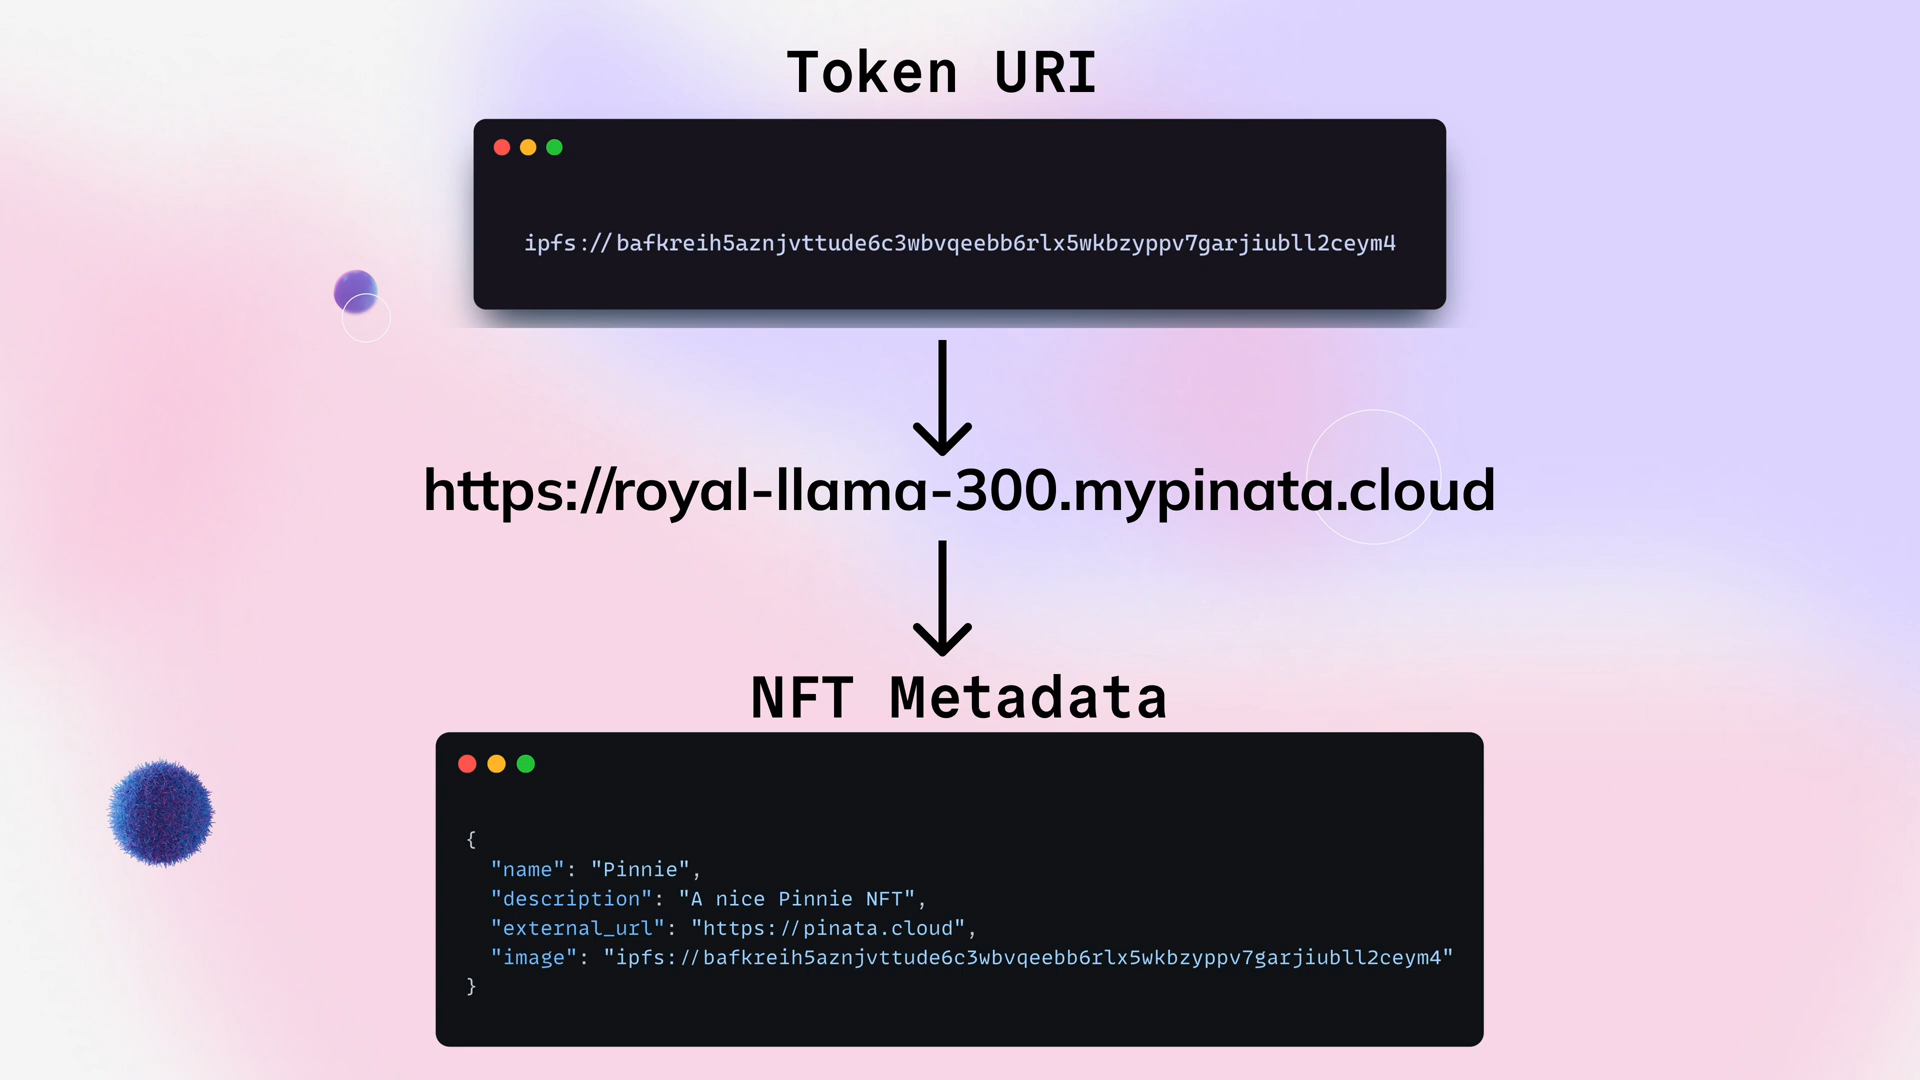 Token URI
ipfs://bafkreih5aznjvttude6c3wbvqeebb6rlx5wkbzyppv7garjiubll2ceym4
https://royal-llama-300.mypinata.cloud
NFT Metadata
{
"name": "Pinnie",
"description": "A nice Pinnie NFT",
"external_url": "https://pinata.cloud",
"image": "ipfs://bafkreih5aznjvttude6c3wbvqeebb6rlx5wkbzyppv7garjiubll2ceym4"
}